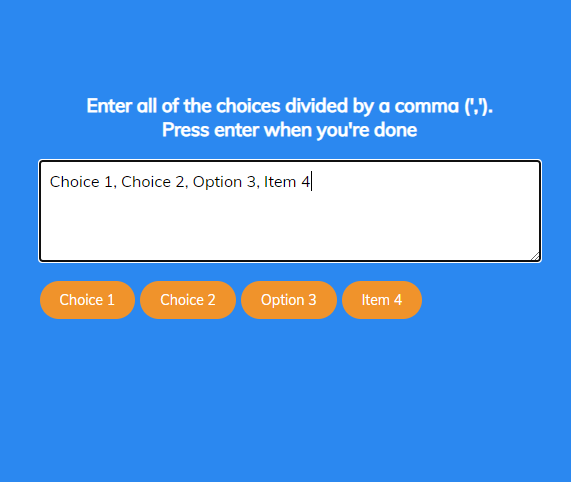 Enter all of the choices divided by a comma (',').
Press enter when you're done
Choice 1, Choice 2, Option 3, Item 4
Choice 1 Choice 2 Option 3 Item 4